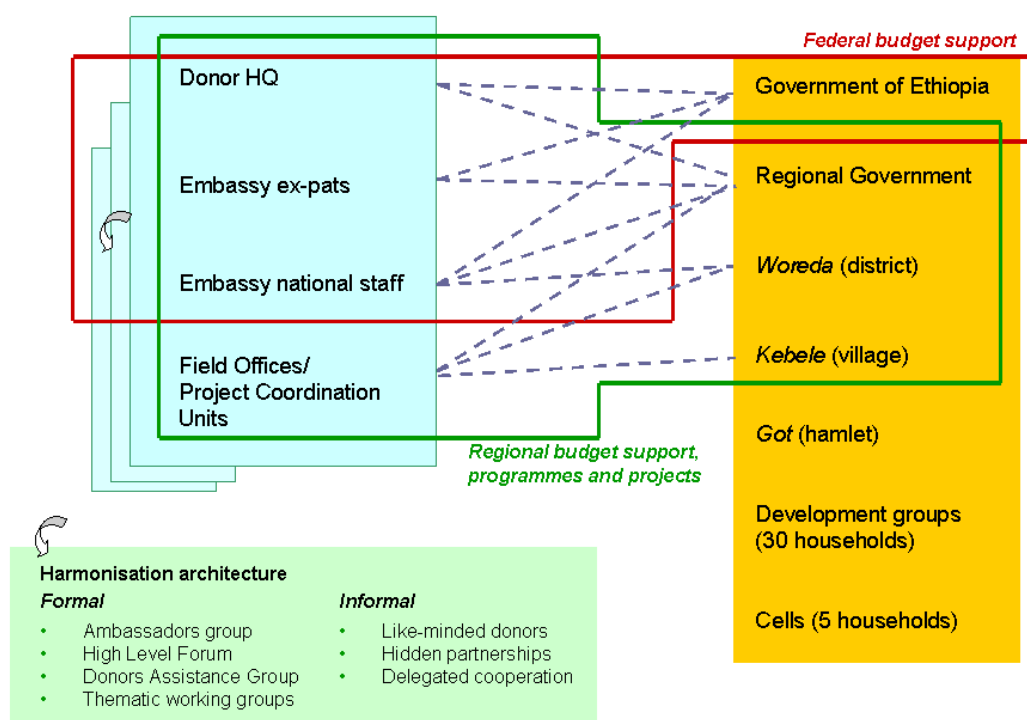 Federal budget support
Donor HQ
Embassy ex-pats
Embassy national staff
Field Offices/
Project Coordination
Units
Government of Ethiopia
Regional Government
Woreda (district)
Kebele (village)
Got (hamlet)
Development groups
(30 households)
Cells (5 households)
Regional budget support,
programmes and projects
Harmonisation architecture
Formal
• Ambassadors group
• High Level Forum
• Donors Assistance Group
• Thematic working groups
Informal
• Like-minded donors
• Hidden partnerships
• Delegated cooperation